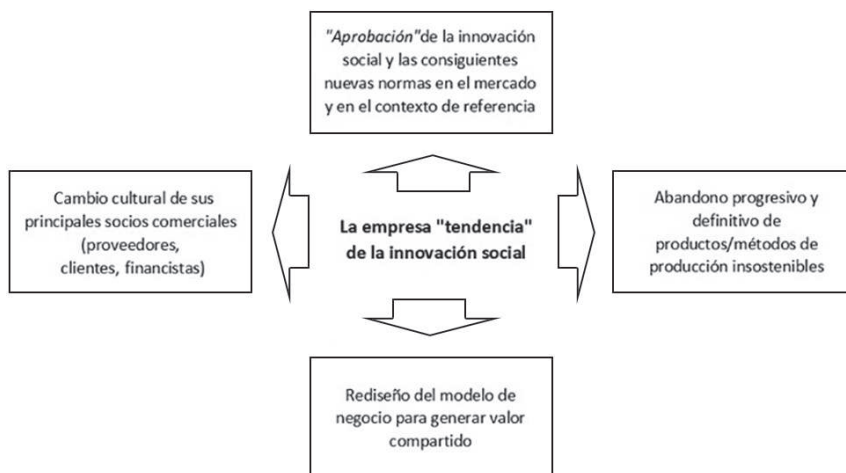 "Aprobación"de la innovación
social y las consiguientes
nuevas normas en el mercado
y en el contexto de referencia
Cambio cultural de sus
principales socios comerciales
(proveedores,
clientes, financistas)
La empresa "tendencia"
de la innovación social
Abandono progresivo y
definitivo de
productos/métodos de
producción insostenibles
Rediseño del modelo de
negocio para generar valor
compartido